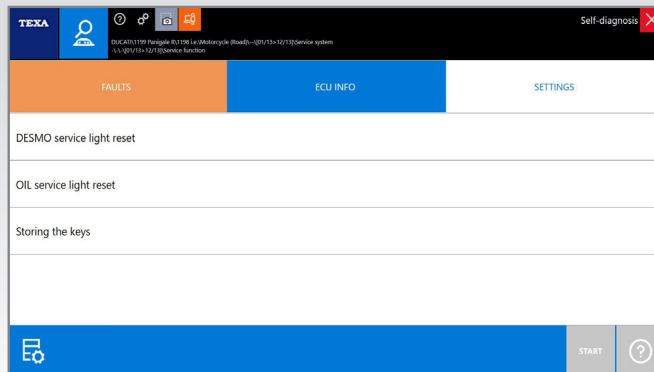 TEXA
Self-diagnosis
DUCATI\1199 Panigale R\1198 i.e.\Motorcycle (Road)\--\[01/13>12/13]\Service system
-\-\-\[01/13>12/13]\Service function
FAULTS
ECU INFO
SETTINGS
DESMO service light reset
OIL service light reset
Storing the keys
START